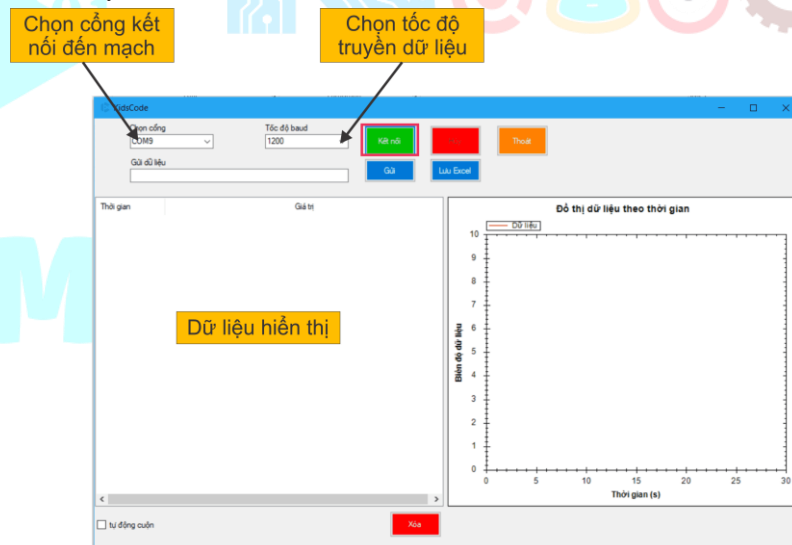 Chọn cổng kết
nối đến mạch
Chọn tốc độ
truyền dữ liệu
KidsCode
Chọn cổng
Tốc độ baud
COM9
1200
Kết nối
Thoát
Gửi dữ liệu
Gửi
Lưu Excel
Thời gian
Giá trị
Dữ liệu hiển thị
Đồ thị dữ liệu theo thời gian
Dữ liệu
Biên độ dữ liệu
10
9
8
7
6
5
4
3
2
1
0
0 5 10 15 20 25 30
Thời gian (s)
tự động cuộn
Xóa